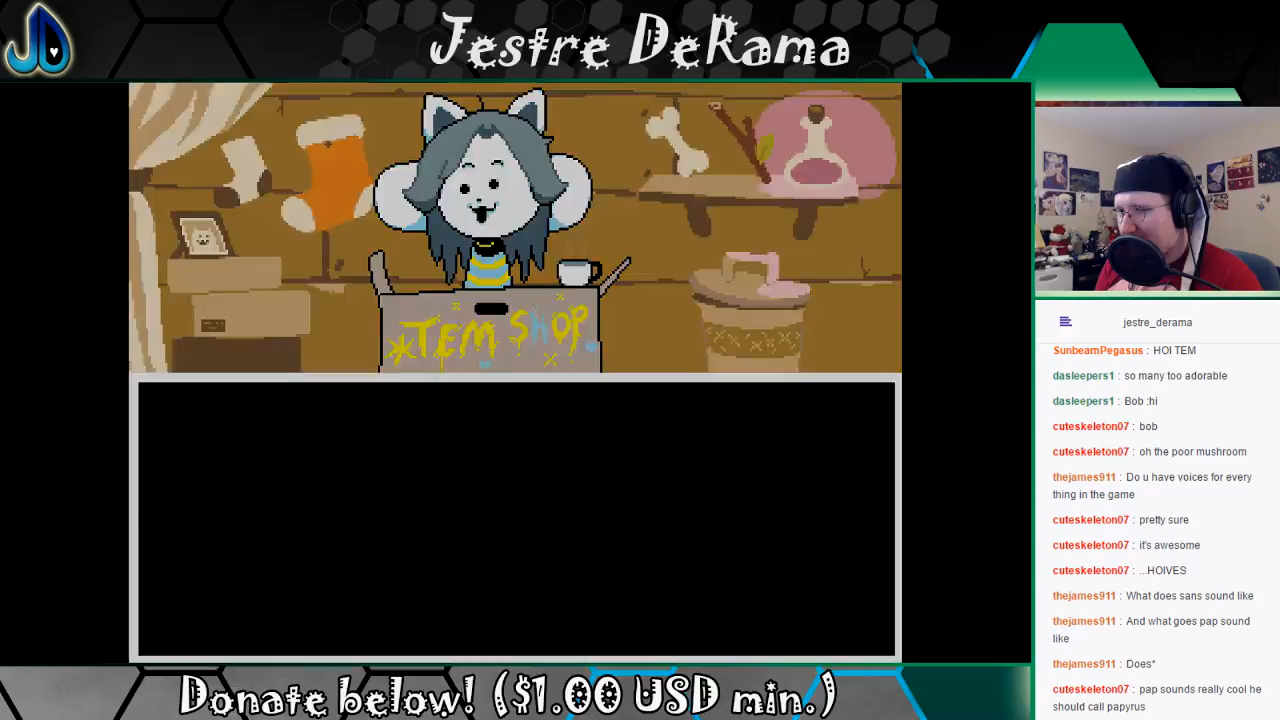 JD
Jestre DeRama
*TEM ShOP
jestre_derama
SunbeamPegasus : HOI TEM
dasleepers1 : so many too adorable
dasleepers1 : Bob :hi
cuteskeleton07 : bob
cuteskeleton07 : oh the poor mushroom
thejames911 : Do u have voices for every
thing in the game
cuteskeleton07 : pretty sure
cuteskeleton07 : it's awesome
cuteskeleton07 : ...HOIVES
thejames911 : What does sans sound like
thejames911 : And what goes pap sound
like
thejames911 : Does*
cuteskeleton07 : pap sounds really cool he
should call papyrus
Donate below! ($1.00 USD min.)